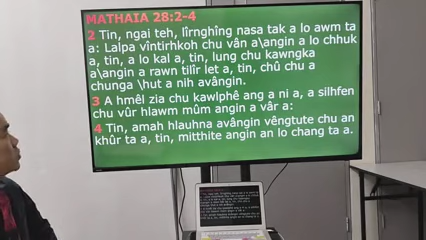 MATHAIA 28:2-4
2 Tin, ngai teh, lîrnghîng nasa tak a lo awm ta
a: Lalpa vîntirhkoh chu vân a\angin a lo chhuk
a, tin, a lo kal a, tin, lung chu kawngka
a\angin a rawn tilîr let a, tin, chû chu a
chunga \hut a nih avângin.
3 A hmêl zia chu kawlphê ang a ni a, a silhfen
chu vûr hlawm mûm angin a vâr a:
4 Tin, amah hlauhna avângin vêngtute chu an
khûr ta a, tin, mitthite angin an lo chang ta a.